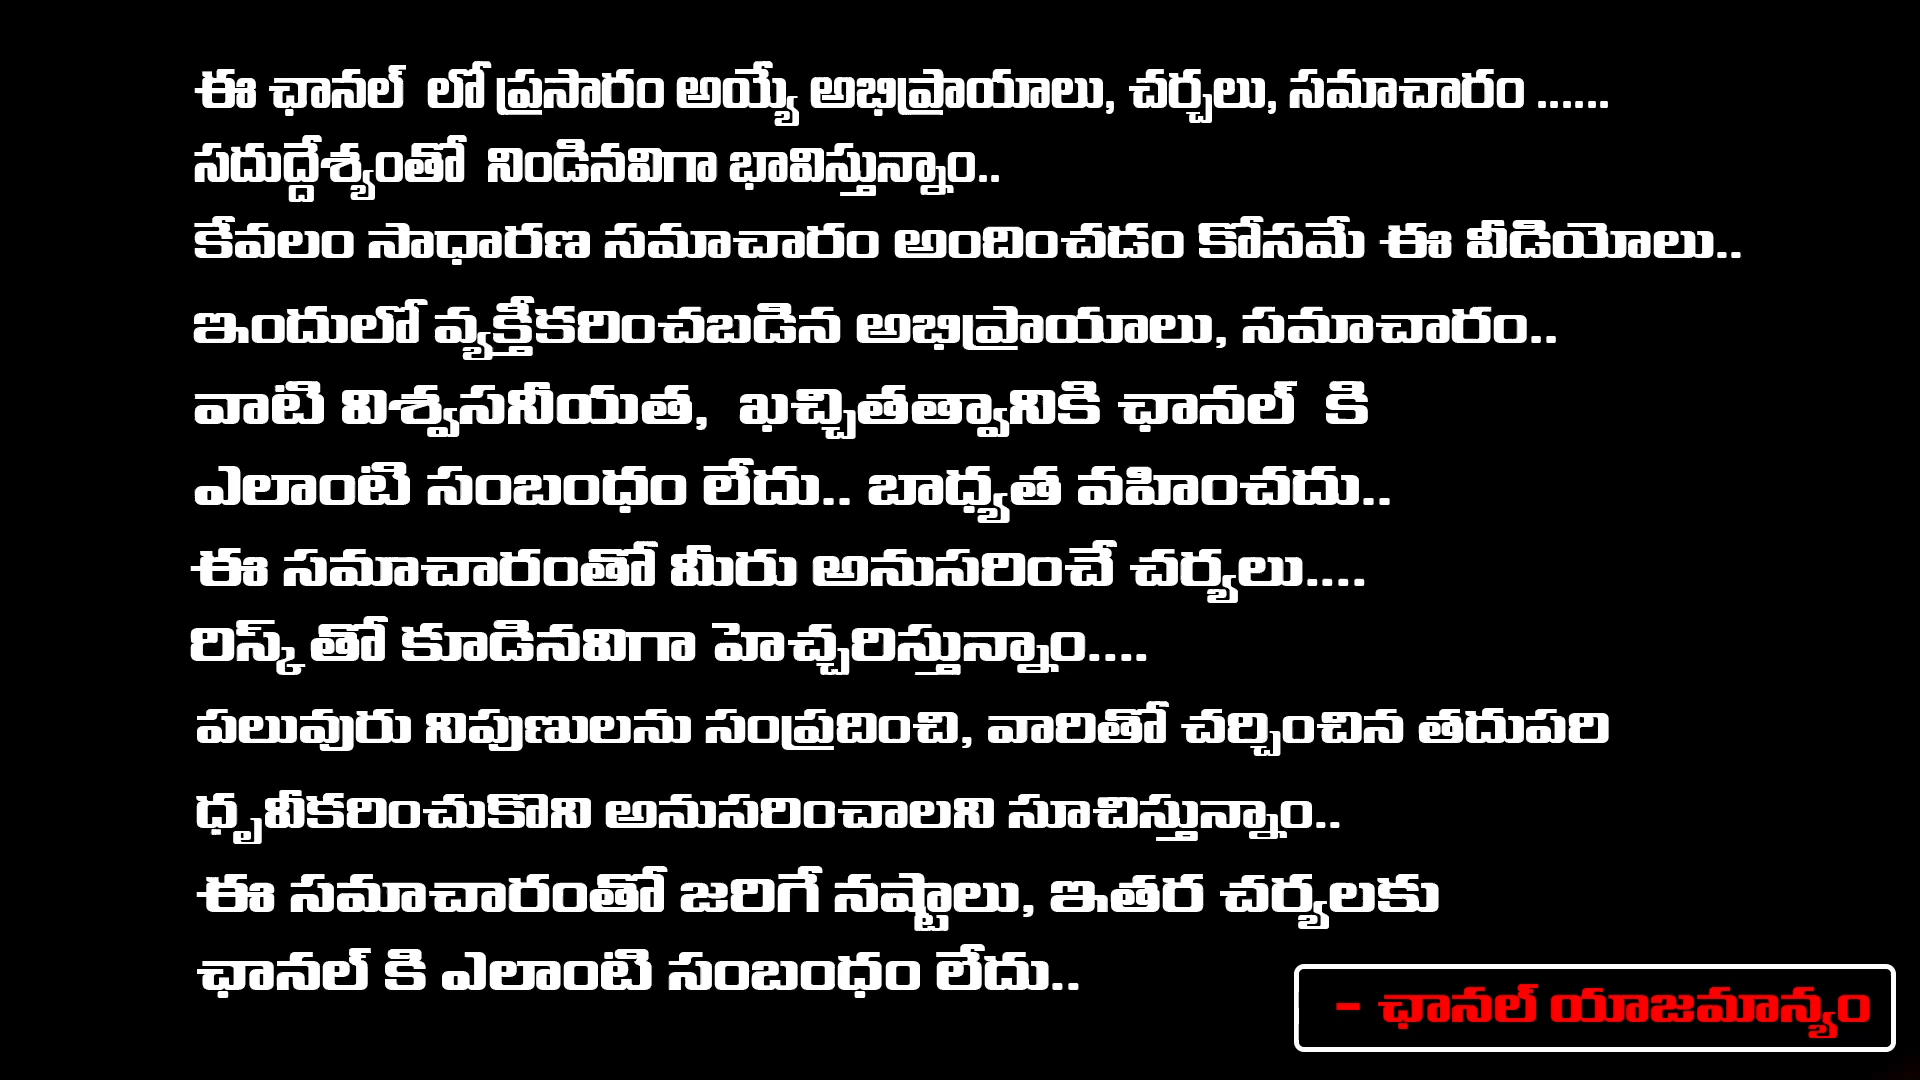 ఈ ఛానల్ లో ప్రసారం అయ్యే అభిప్రాయాలు, చర్చలు, సమాచారం ......
సదుద్దేశ్యంతో నిండినవిగా భావిస్తున్నాం..
కేవలం సాధారణ సమాచారం అందించడం కోసమే ఈ వీడియోలు..
ఇందులో వ్యక్తీకరించబడిన అభిప్రాయాలు, సమాచారం..
వాటి విశ్వసనీయత, ఖచ్చితత్వానికి ఛానల్ కి
ఎలాంటి సంబంధం లేదు.. బాధ్యత వహించదు..
ఈ సమాచారంతో మీరు అనుసరించే చర్యలు....
రిస్క్ తో కూడినవిగా హెచ్చరిస్తున్నాం....
పలువురు నిపుణులను సంప్రదించి, వారితో చర్చించిన తదుపరి
ధృవీకరించుకొని అనుసరించాలని సూచిస్తున్నాం..
ఈ సమాచారంతో జరిగే నష్టాలు, ఇతర చర్యలకు
ఛానల్ కి ఎలాంటి సంబంధం లేదు..
- ఛానల్ యాజమాన్యం